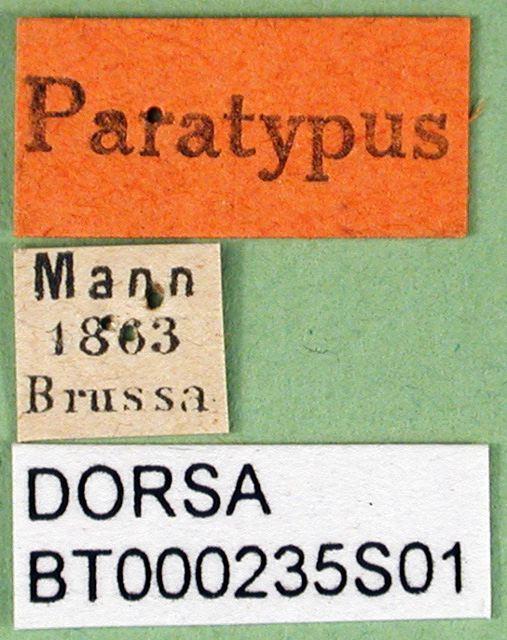 Paratypus
Mann
1863
Brussa
DORSA
BT000235S01